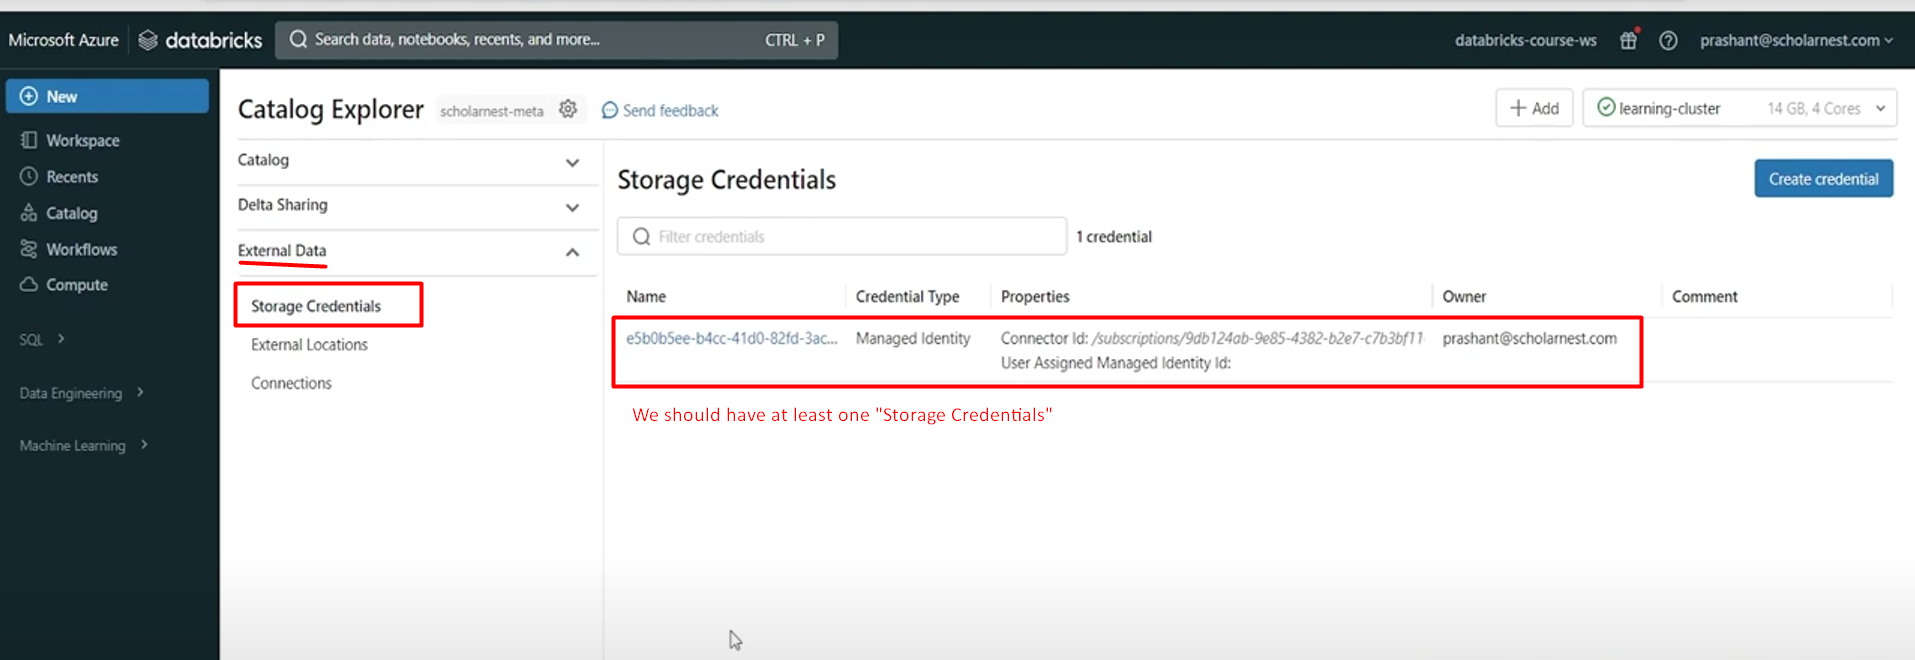 Microsoft Azure databricks Search data, notebooks, recents, and more... CTRL + P databricks-course-ws prashant@scholarnest.com
New
Workspace
Recents
Catalog
Workflows
Compute
SQL
Data Engineering
Machine Learning
Catalog Explorer scholarnest-meta Send feedback + Add learning-cluster 14 GB, 4 Cores
Catalog
Delta Sharing
External Data
Storage Credentials
External Locations
Connections
Storage Credentials Create credential
Filter credentials 1 credential
Name Credential Type Properties Owner Comment
e5b0b5ee-b4cc-41d0-82fd-3ac... Managed Identity Connector Id: /subscriptions/9db124ab-9e85-4382-b2e7-c7b3bf11 prashant@scholarnest.com
User Assigned Managed Identity Id:
We should have at least one "Storage Credentials"